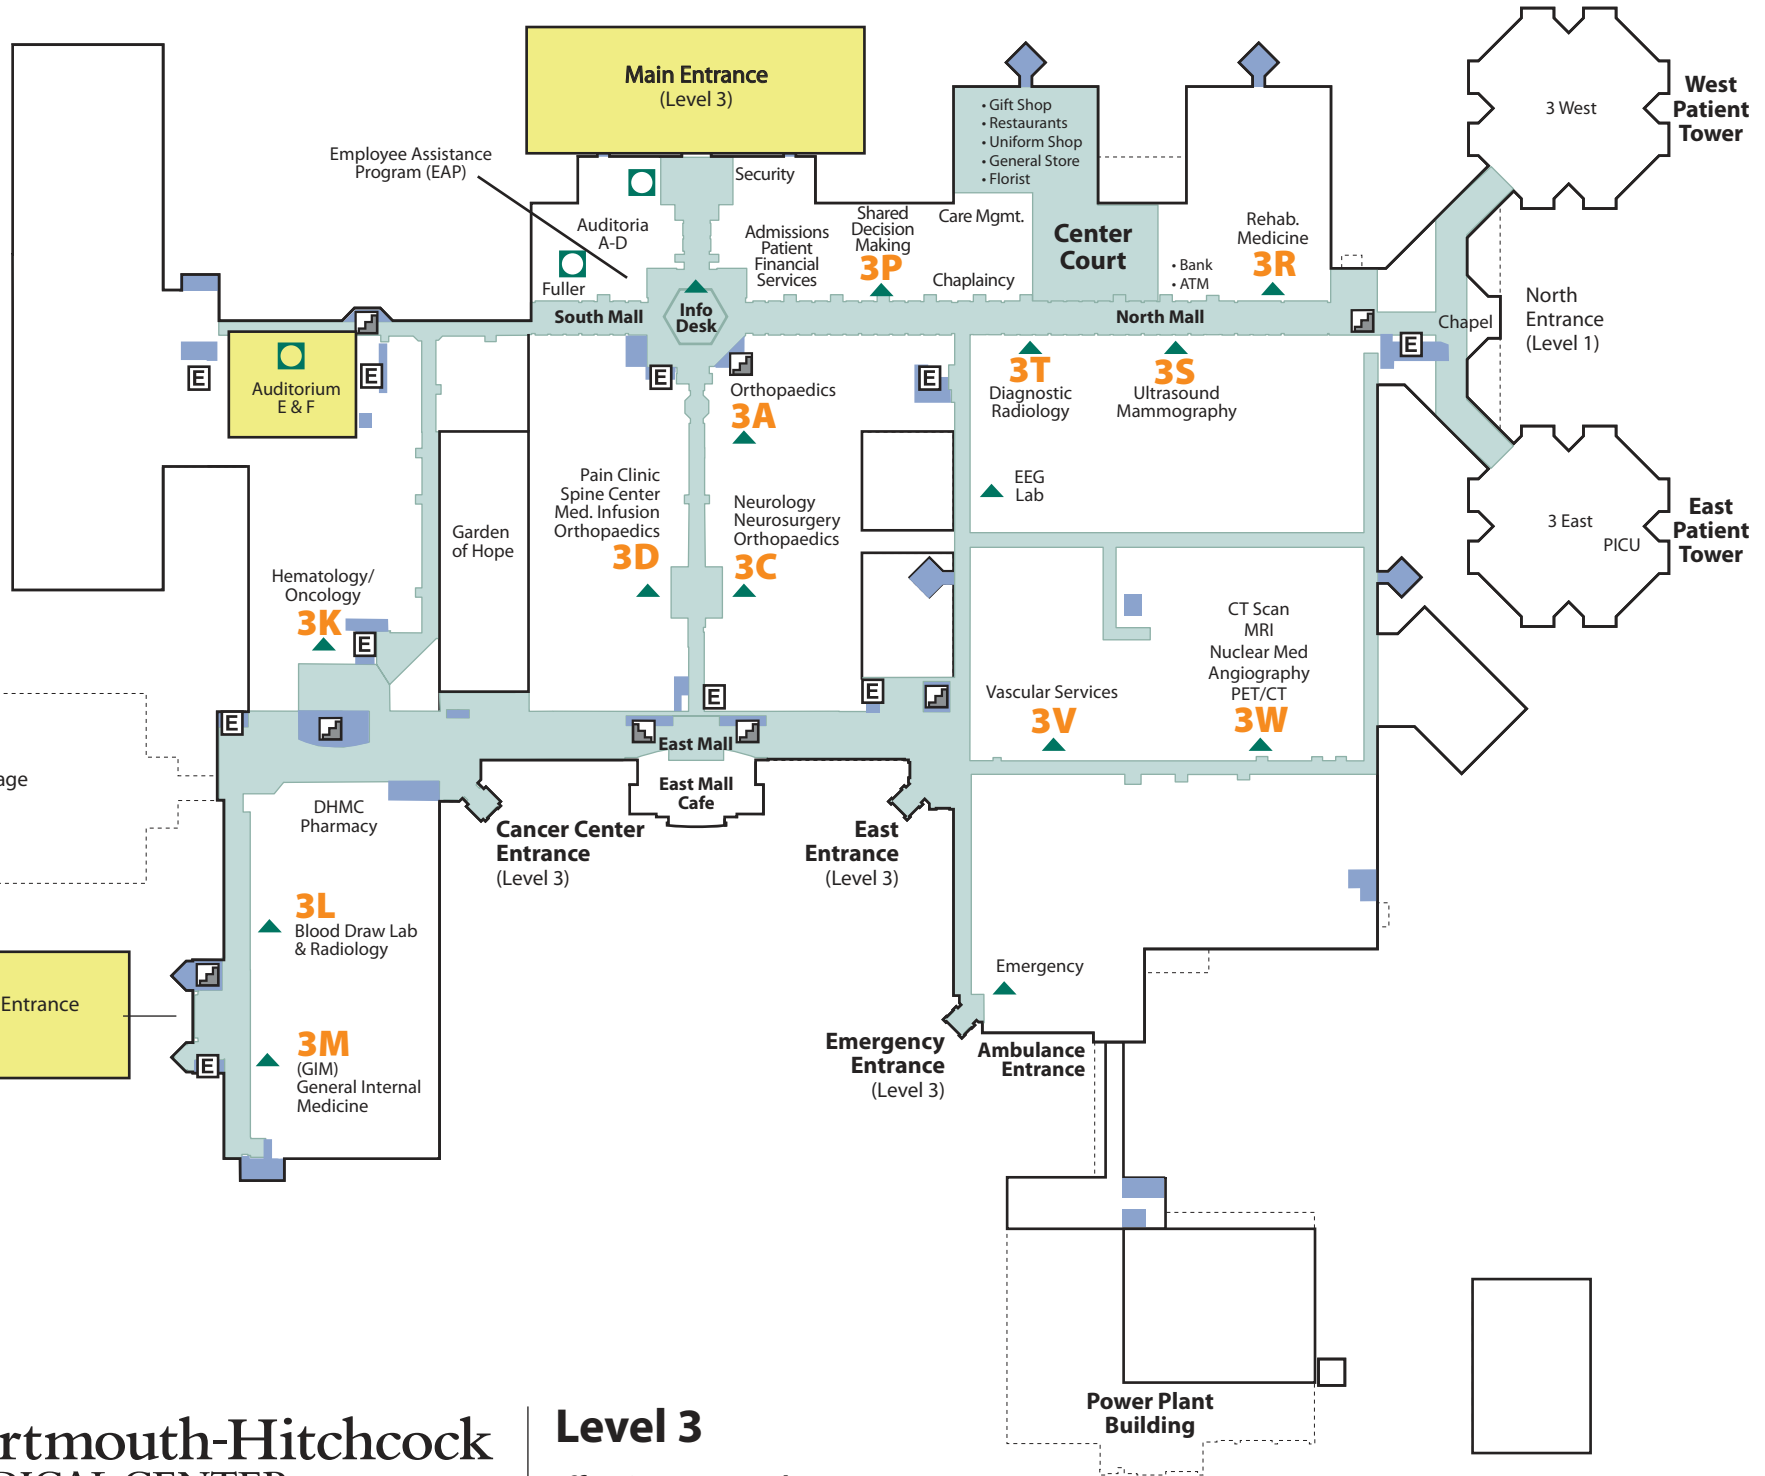 Main Entrance
(Level 3)
• Gift Shop
• Restaurants
• Uniform Shop
• General Store
• Florist
3 West
West
Patient
Tower
Employee Assistance
Program (EAP)
Security
Auditoria
A-D
Fuller
Admissions
Patient
Financial
Services
Shared
Decision
Making
3P
Care Mgmt.
Chaplaincy
Center
Court
• Bank
• ATM
Rehab.
Medicine
3R
South Mall
Info
Desk
North Mall
Chapel
North
Entrance
(Level 1)
E
Auditorium
E & F
E
E
Orthopaedics
3A
E
3T
Diagnostic
Radiology
3S
Ultrasound
Mammography
E
EEG
Lab
Garden
of Hope
Pain Clinic
Spine Center
Med. Infusion
Orthopaedics
3D
Neurology
Neurosurgery
Orthopaedics
3C
3 East
PICU
East
Patient
Tower
Hematology/
Oncology
3K
E
CT Scan
MRI
Nuclear Med
Angiography
PET/CT
3W
Vascular Services
3V
E
E
E
East Mall
East Mall
Cafe
age
DHMC
Pharmacy
Cancer Center
Entrance
(Level 3)
East
Entrance
(Level 3)
3L
Blood Draw Lab
& Radiology
Entrance
3M
(GIM)
General Internal
Medicine
E
Emergency
Emergency
Entrance
(Level 3)
Ambulance
Entrance
Power Plant
Building
rtmouth-Hitchcock
DICAL CENTER
Level 3